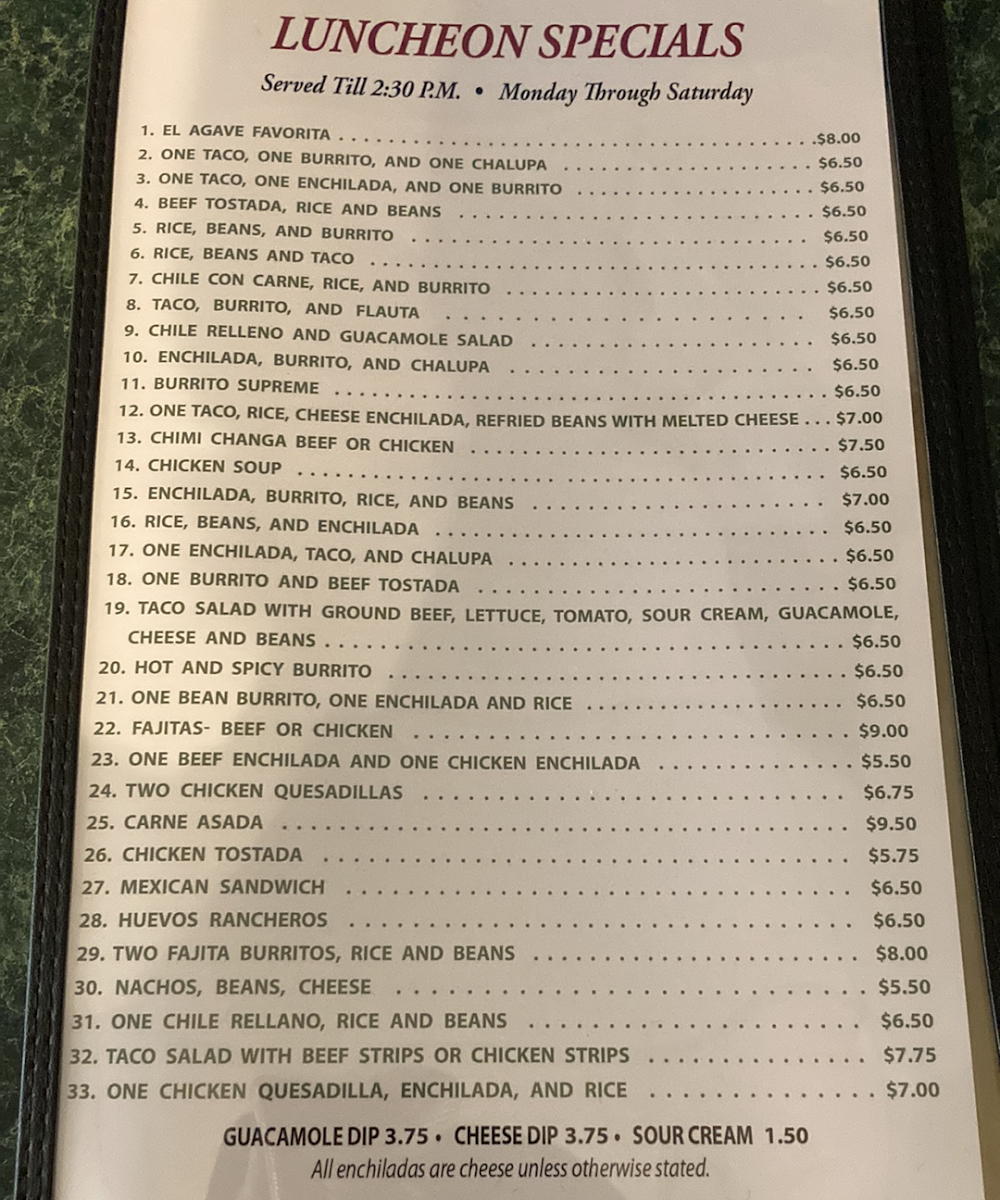 LUNCHEON SPECIALS
Served Till 2:30 P.M. • Monday Through Saturday
1. EL AGAVE FAVORITA . . . . . . . . . . . . . . . . . . . . $8.00
2. ONE TACO, ONE BURRITO, AND ONE CHALUPA . . . . . . . . . . $6.50
3. ONE TACO, ONE ENCHILADA, AND ONE BURRITO . . . . . . . . . . $6.50
4. BEEF TOSTADA, RICE AND BEANS . . . . . . . . . . $6.50
5. RICE, BEANS, AND BURRITO . . . . . . . . . . $6.50
6. RICE, BEANS AND TACO . . . . . . . . . . $6.50
7. CHILE CON CARNE, RICE, AND BURRITO . . . . . . . . . . $6.50
8. TACO, BURRITO, AND FLAUTA . . . . . . . . . . $6.50
9. CHILE RELLENO AND GUACAMOLE SALAD . . . . . . . . . . $6.50
10. ENCHILADA, BURRITO, AND CHALUPA . . . . . . . . . . $6.50
11. BURRITO SUPREME . . . . . . . . . . $6.50
12. ONE TACO, RICE, CHEESE ENCHILADA, REFRIED BEANS WITH MELTED CHEESE . . . $7.00
13. CHIMI CHANGA BEEF OR CHICKEN . . . . . . . . . . $7.50
14. CHICKEN SOUP . . . . . . . . . . $6.50
15. ENCHILADA, BURRITO, RICE, AND BEANS . . . . . . . . . . $7.00
16. RICE, BEANS, AND ENCHILADA . . . . . . . . . . $6.50
17. ONE ENCHILADA, TACO, AND CHALUPA . . . . . . . . . . $6.50
18. ONE BURRITO AND BEEF TOSTADA . . . . . . . . . . $6.50
19. TACO SALAD WITH GROUND BEEF, LETTUCE, TOMATO, SOUR CREAM, GUACAMOLE,
CHEESE AND BEANS . . . . . . . . . . $6.50
20. HOT AND SPICY BURRITO . . . . . . . . . . $6.50
21. ONE BEAN BURRITO, ONE ENCHILADA AND RICE . . . . . . . . . . $6.50
22. FAJITAS- BEEF OR CHICKEN . . . . . . . . . . $9.00
23. ONE BEEF ENCHILADA AND ONE CHICKEN ENCHILADA . . . . . . . . . . $5.50
24. TWO CHICKEN QUESADILLAS . . . . . . . . . . $6.75
25. CARNE ASADA . . . . . . . . . . $9.50
26. CHICKEN TOSTADA . . . . . . . . . . $5.75
27. MEXICAN SANDWICH . . . . . . . . . . $6.50
28. HUEVOS RANCHEROS . . . . . . . . . . $6.50
29. TWO FAJITA BURRITOS, RICE AND BEANS . . . . . . . . . . $8.00
30. NACHOS, BEANS, CHEESE . . . . . . . . . . $5.50
31. ONE CHILE RELLANO, RICE AND BEANS . . . . . . . . . . $6.50
32. TACO SALAD WITH BEEF STRIPS OR CHICKEN STRIPS . . . . . . . . . . $7.75
33. ONE CHICKEN QUESADILLA, ENCHILADA, AND RICE . . . . . . . . . . $7.00
GUACAMOLE DIP 3.75 • CHEESE DIP 3.75 • SOUR CREAM 1.50
All enchiladas are cheese unless otherwise stated.